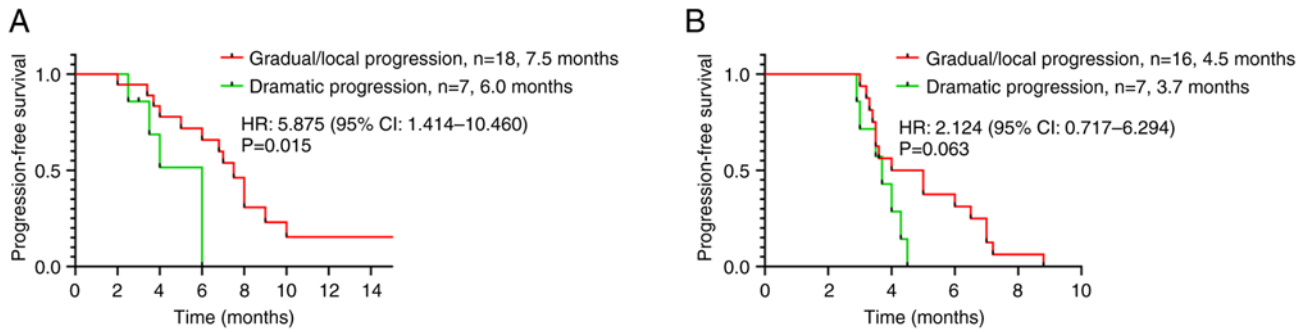 A
Gradual/local progression, n=18, 7.5 months
Dramatic progression, n=7, 6.0 months
HR: 5.875 (95% CI: 1.414–10.460)
P=0.015
Progression-free survival
1.0
0.5
0.0
0 2 4 6 8 10 12 14
Time (months)
B
Gradual/local progression, n=16, 4.5 months
Dramatic progression, n=7, 3.7 months
HR: 2.124 (95% CI: 0.717–6.294)
P=0.063
Progression-free survival
1.0
0.5
0.0
0 2 4 6 8 10
Time (months)